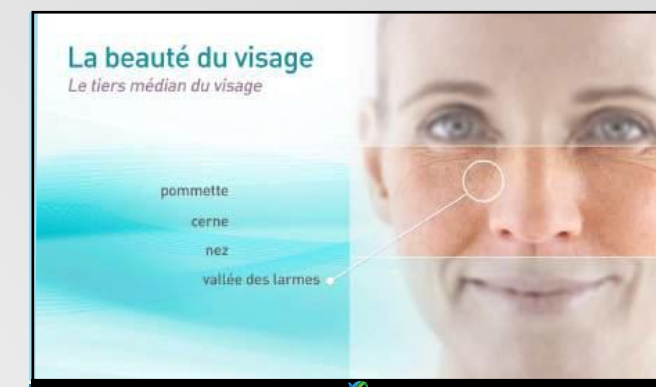 La beauté du visage
Le tiers médian du visage
pommette
cerne
nez
vallée des larmes